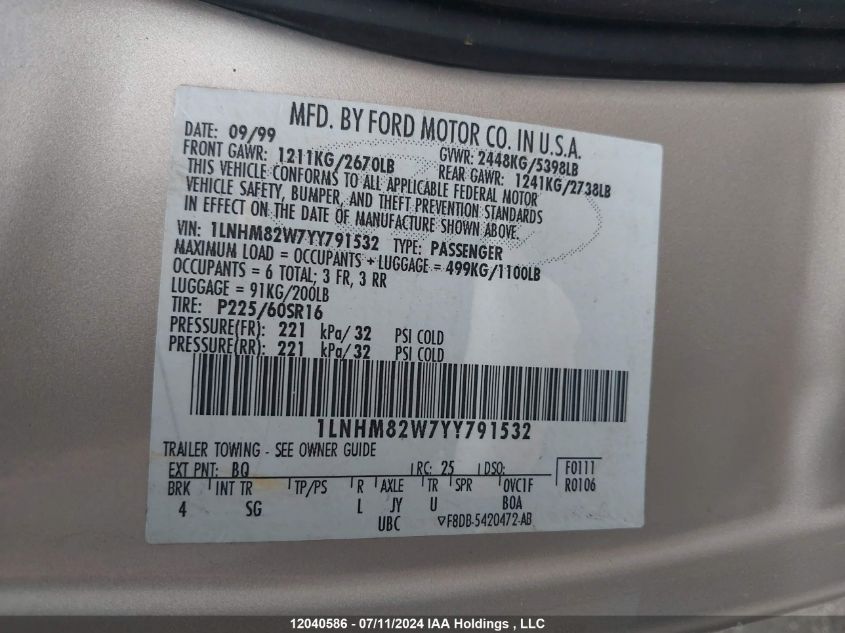 MFD. BY FORD MOTOR CO. IN U.S.A.
DATE: 09/99 GVWR: 2448KG/5398LB
FRONT GAWR: 1211KG/2670LB REAR GAWR: 1241KG/2738LB
THIS VEHICLE CONFORMS TO ALL APPLICABLE FEDERAL MOTOR
VEHICLE SAFETY, BUMPER, AND THEFT PREVENTION STANDARDS
IN EFFECT ON THE DATE OF MANUFACTURE SHOWN ABOVE.
VIN: 1LNHM82W7YY791532 TYPE: PASSENGER
MAXIMUM LOAD = OCCUPANTS + LUGGAGE = 499KG/1100LB
OCCUPANTS = 6 TOTAL; 3 FR, 3 RR
LUGGAGE = 91KG/200LB
TIRE: P225/60SR16
PRESSURE(FR): 221 kPa/32 PSI COLD
PRESSURE(RR): 221 kPa/32 PSI COLD
1LNHM82W7YY791532
TRAILER TOWING - SEE OWNER GUIDE
EXT PNT: BQ RC: 25 DSO: F0111
BRK INT TR TP/PS R AXLE TR SPR OVC1F R0106
4 SG L JY U BOA
UBC ▽F8DB-5420472-AB
12040586 - 07/11/2024 IAA Holdings , LLC